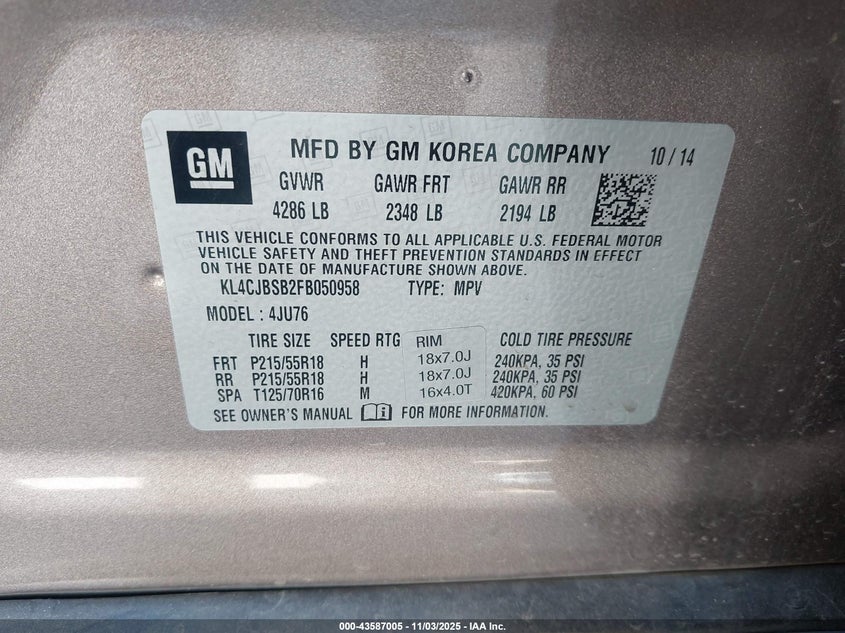 GM MFD BY GM KOREA COMPANY 10 / 14
GVWR GAWR FRT GAWR RR
4286 LB 2348 LB 2194 LB
THIS VEHICLE CONFORMS TO ALL APPLICABLE U.S. FEDERAL MOTOR
VEHICLE SAFETY AND THEFT PREVENTION STANDARDS IN EFFECT
ON THE DATE OF MANUFACTURE SHOWN ABOVE.
KL4CJBSB2FB050958 TYPE: MPV
MODEL : 4JU76
TIRE SIZE SPEED RTG RIM COLD TIRE PRESSURE
FRT P215/55R18 H 18x7.0J 240KPA, 35 PSI
RR P215/55R18 H 18x7.0J 240KPA, 35 PSI
SPA T125/70R16 M 16x4.0T 420KPA, 60 PSI
SEE OWNER'S MANUAL FOR MORE INFORMATION.
000-43587005 - 11/03/2025 - IAA Inc.